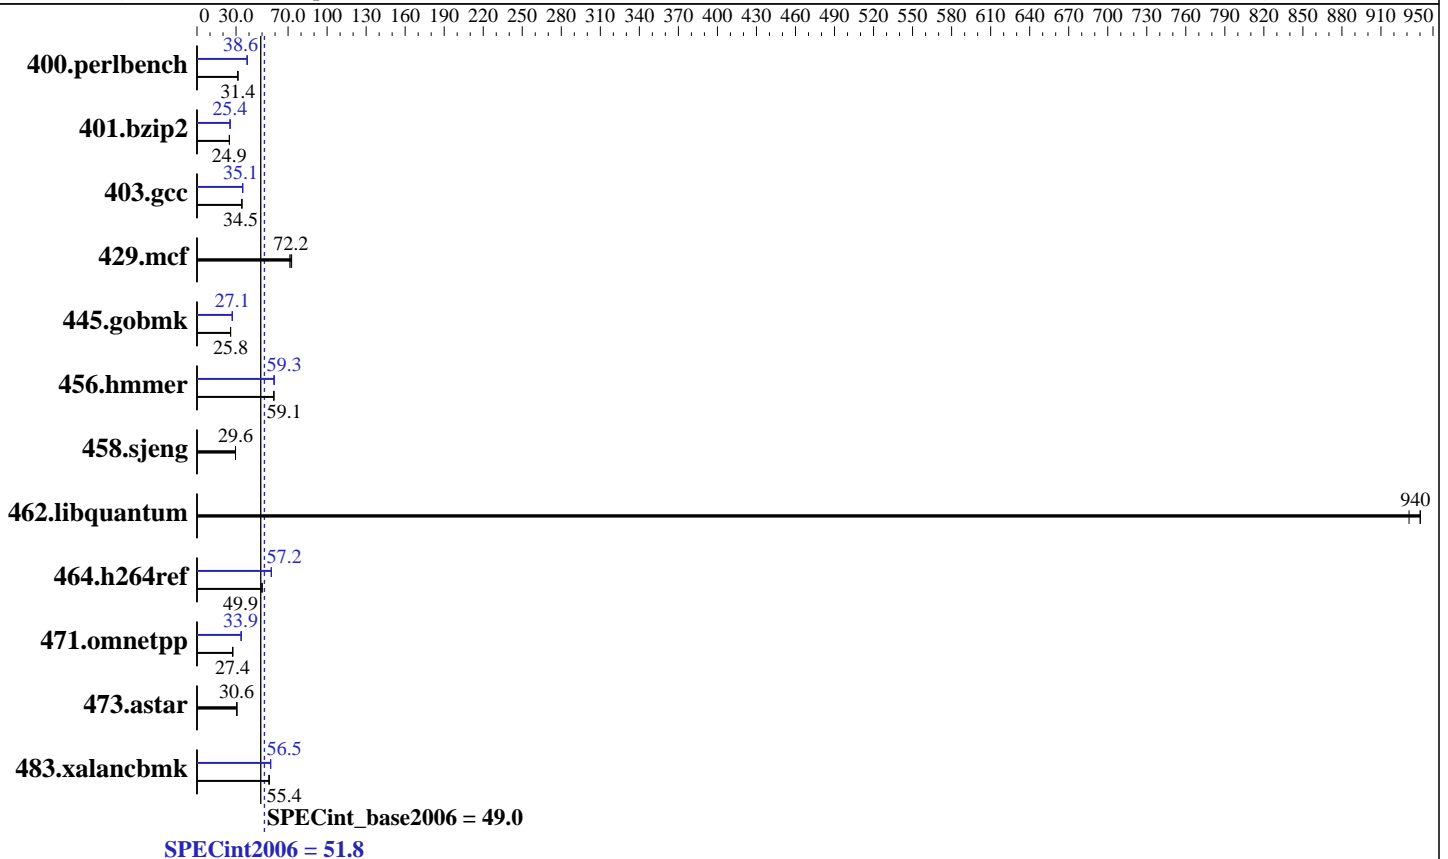 0 30.0 70.0 100 130 160 190 220 250 280 310 340 370 400 430 460 490 520 550 580 610 640 670 700 730 760 790 820 850 880 910 950
38.6
400.perlbench
31.4
25.4
401.bzip2
24.9
35.1
403.gcc
34.5
72.2
429.mcf
27.1
445.gobmk
25.8
59.3
456.hmmer
59.1
29.6
458.sjeng
940
462.libquantum
57.2
464.h264ref
49.9
33.9
471.omnetpp
27.4
30.6
473.astar
56.5
483.xalancbmk
55.4
SPECint_base2006 = 49.0
SPECint2006 = 51.8